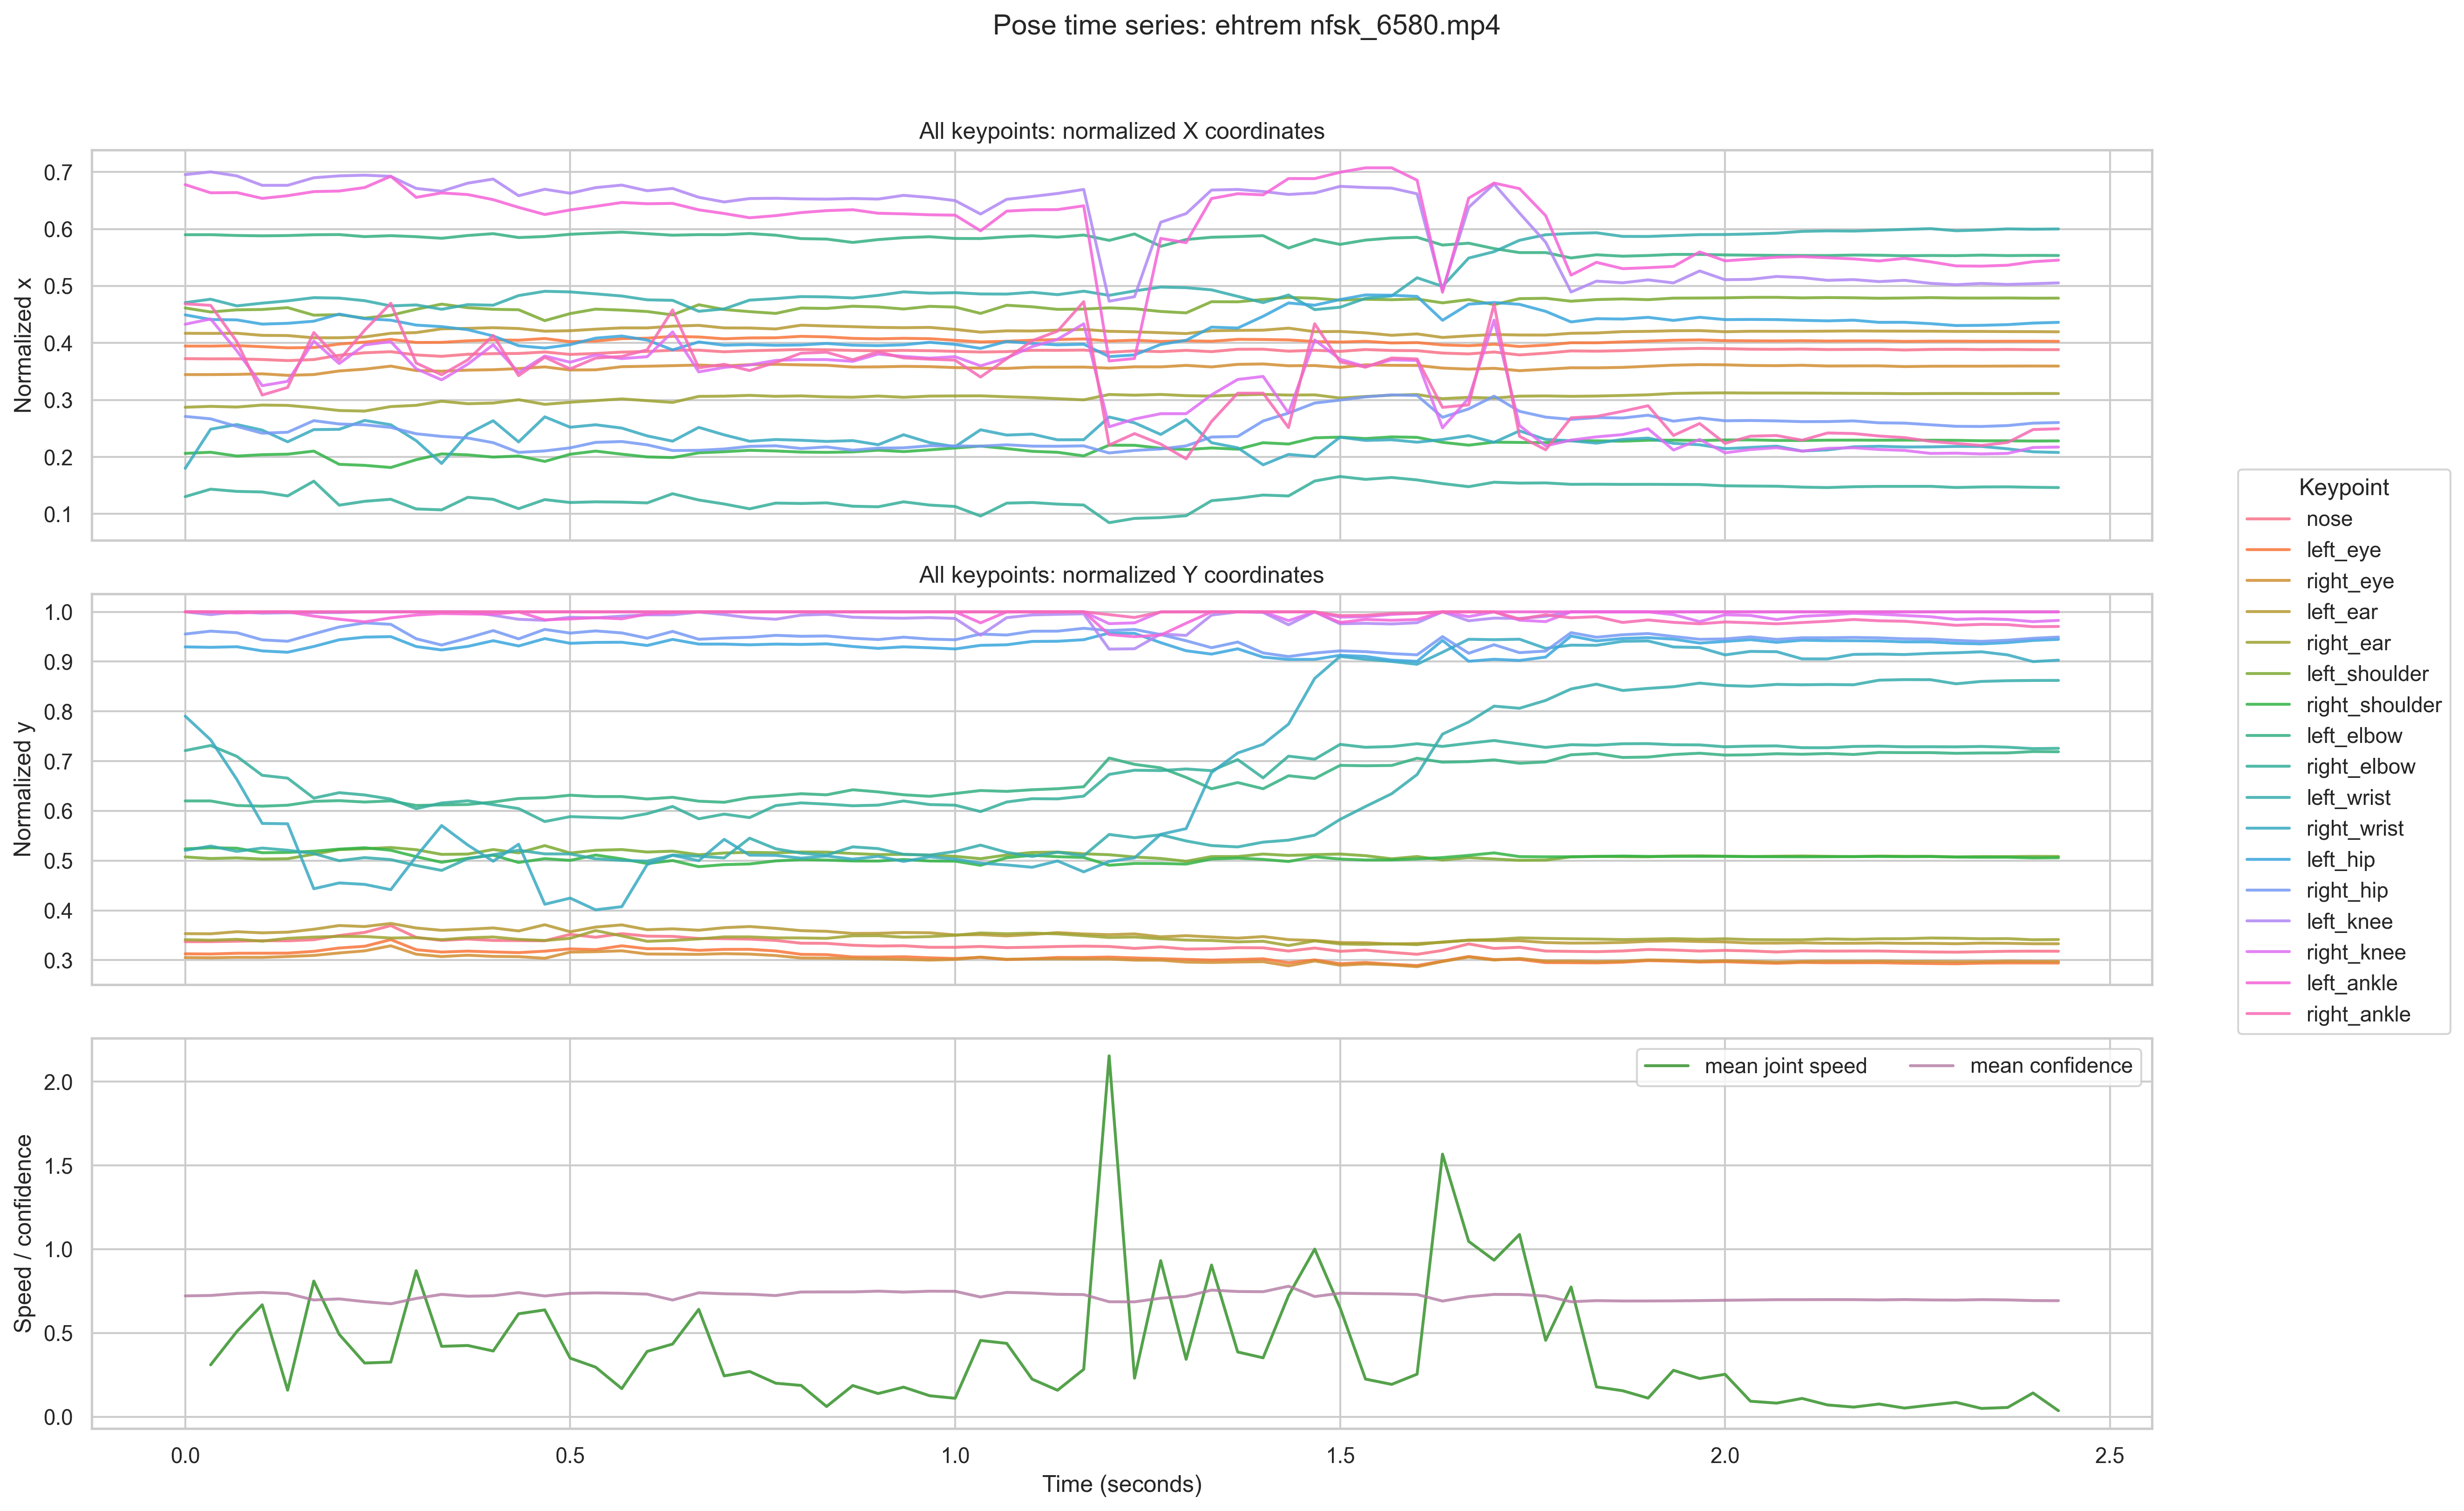 Pose time series: ehtrem nfsk_6580.mp4
All keypoints: normalized X coordinates
Normalized x
0.7
0.6
0.5
0.4
0.3
0.2
0.1
All keypoints: normalized Y coordinates
Normalized y
1.0
0.9
0.8
0.7
0.6
0.5
0.4
0.3
Keypoint
nose
left_eye
right_eye
left_ear
right_ear
left_shoulder
right_shoulder
left_elbow
right_elbow
left_wrist
right_wrist
left_hip
right_hip
left_knee
right_knee
left_ankle
right_ankle
mean joint speed mean confidence
Speed / confidence
2.0
1.5
1.0
0.5
0.0
0.0 0.5 1.0 1.5 2.0 2.5
Time (seconds)